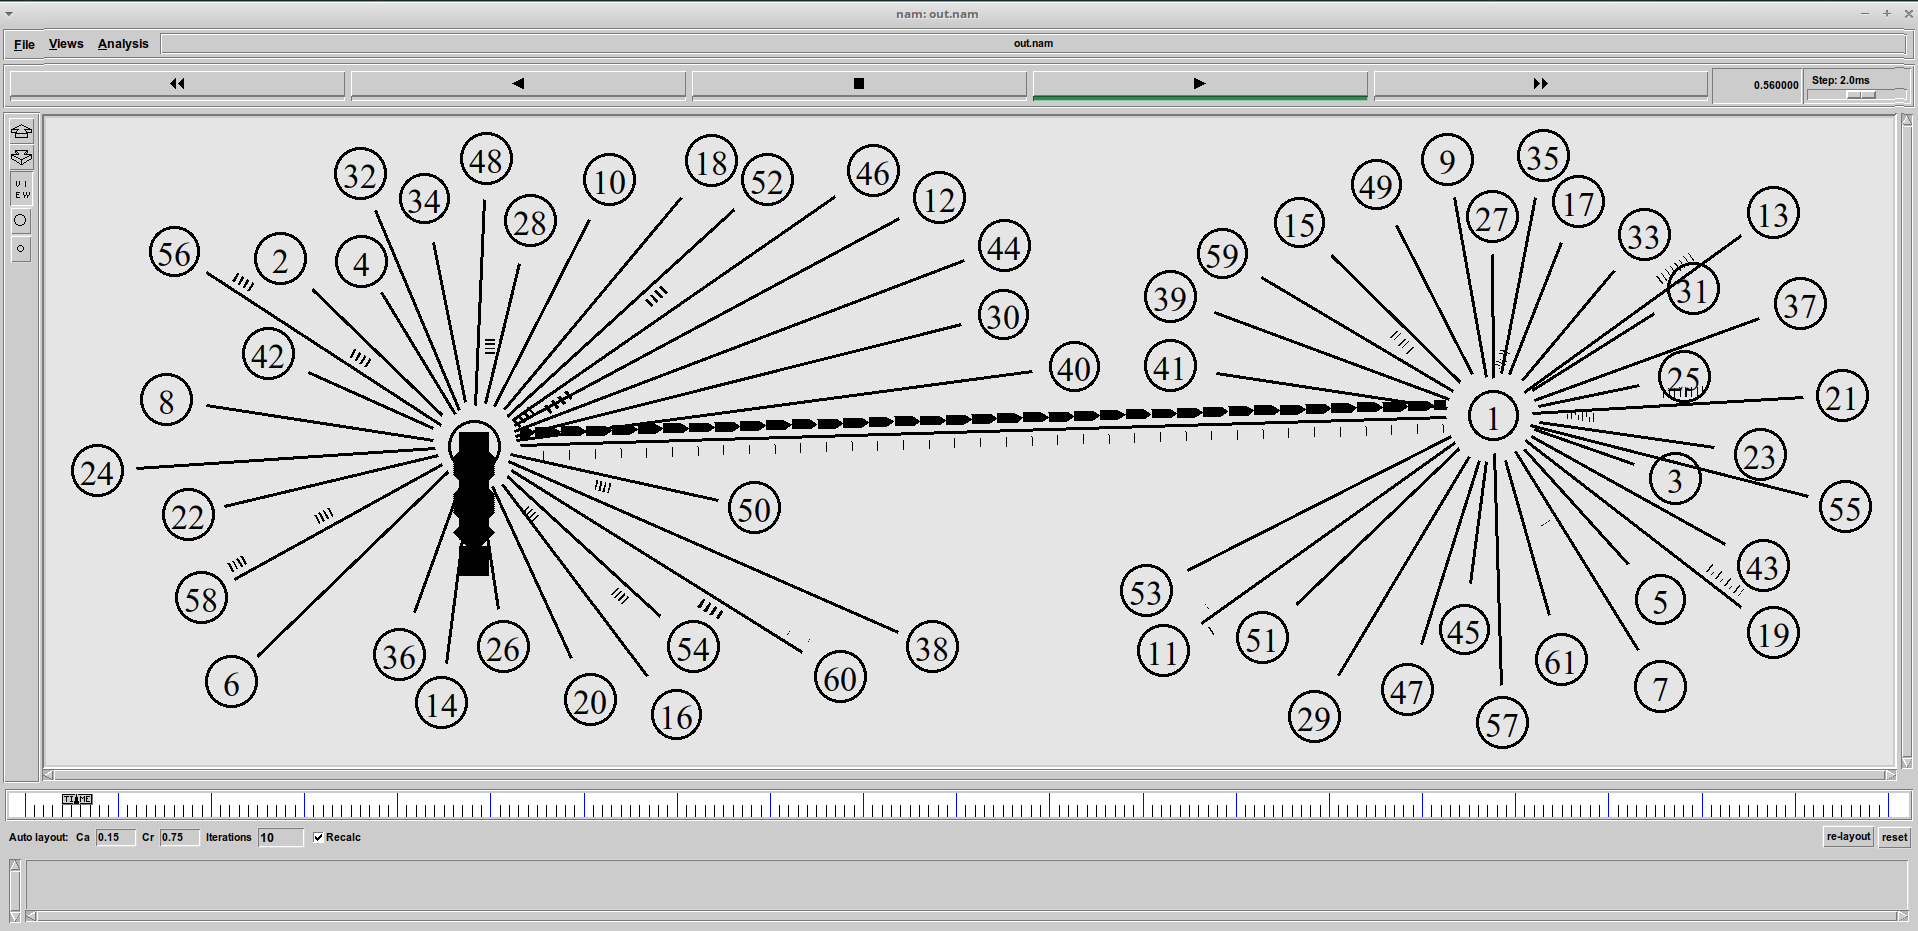 nam: out.nam
File Views Analysis out.nam
0.560000 Step: 2.0ms
V I
E W
48 18 9 35
32 52 46 49
34 10 12 17 13
28 15 27 33
56 2 4 44 59
31
42 30 39 37
8 40 41 25 21
1
24 23
22 50 3 55
58 53 43
5
36 26 54 38 11 51 45 61 19
6 14 20 16 60 29 47 57 7
TIME
Auto layout: Ca 0.15 Cr 0.75 Iterations 10 Recalc re-layout reset